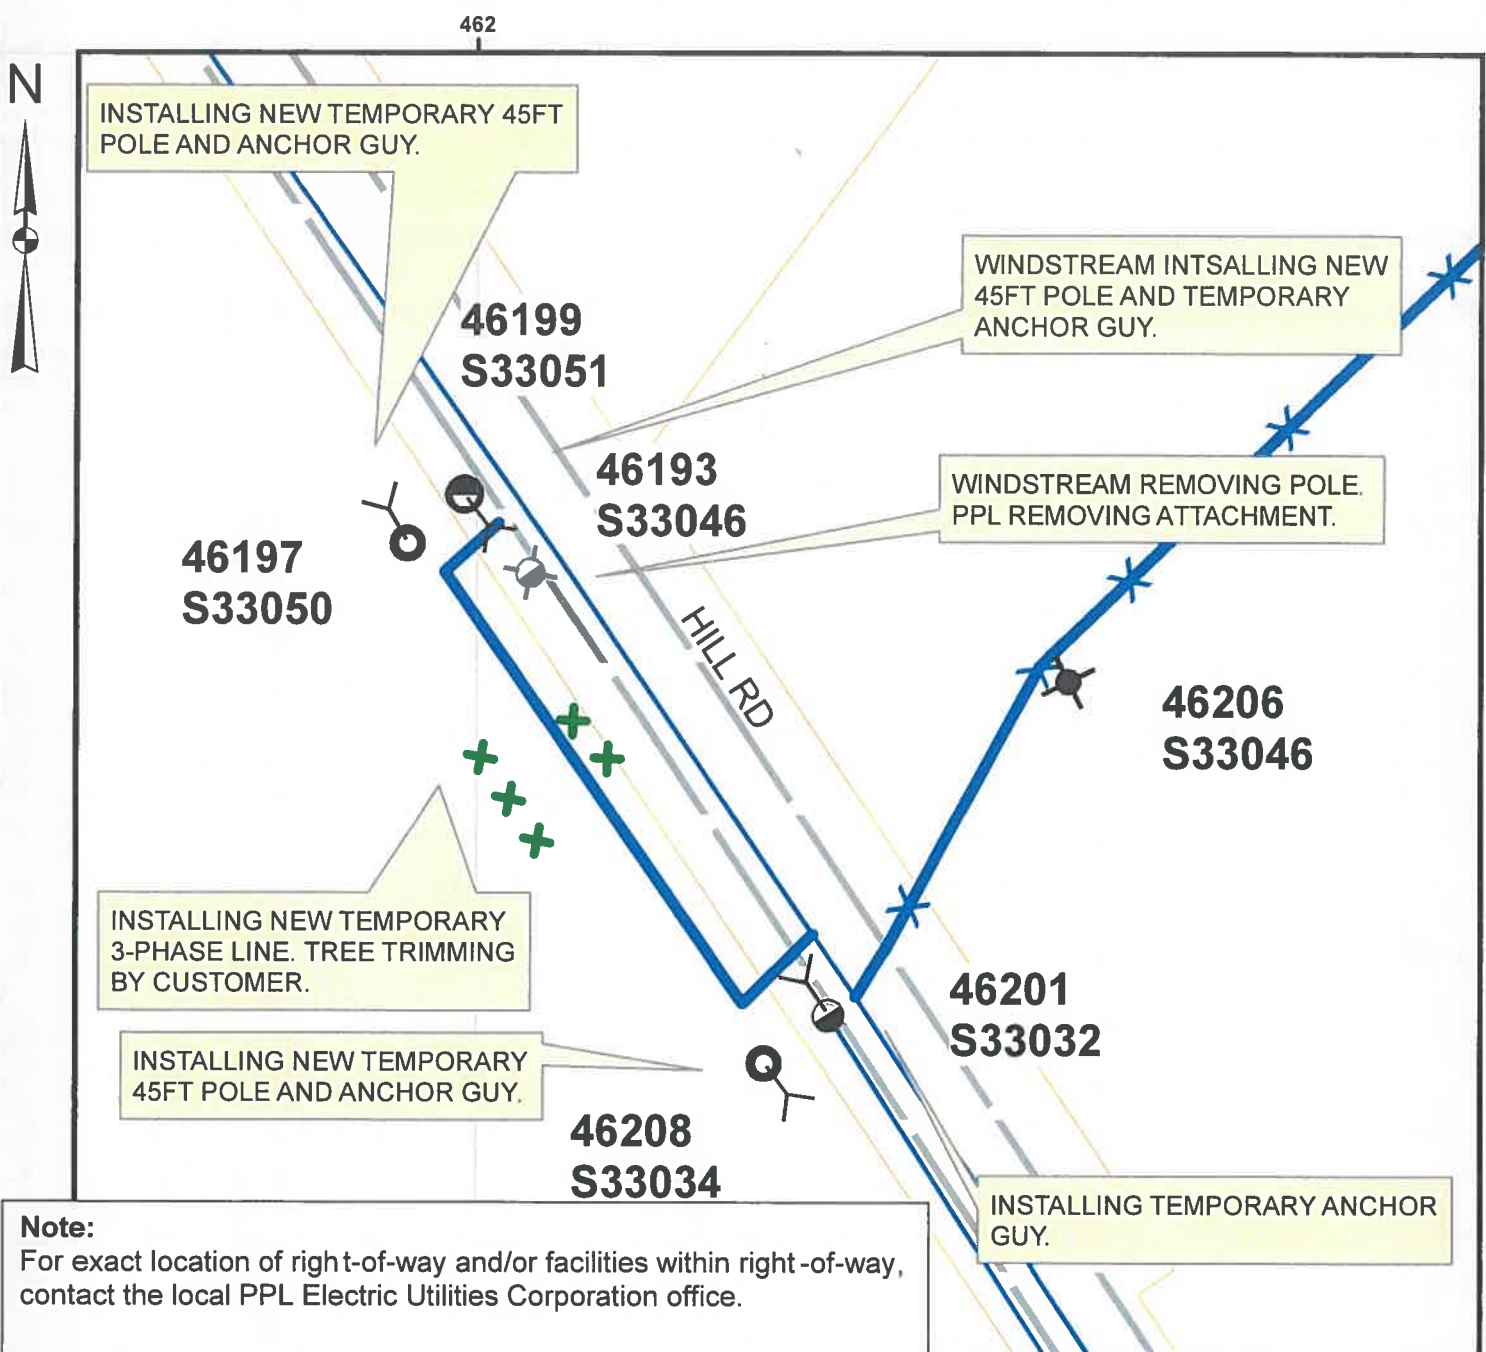 462
N
INSTALLING NEW TEMPORARY 45FT
POLE AND ANCHOR GUY.
WINDSTREAM INTSALLING NEW
45FT POLE AND TEMPORARY
ANCHOR GUY.
46199
S33051
46193
S33046
WINDSTREAM REMOVING POLE.
PPL REMOVING ATTACHMENT.
46197
S33050
HILL RD
46206
S33046
INSTALLING NEW TEMPORARY
3-PHASE LINE. TREE TRIMMING
BY CUSTOMER.
46201
S33032
INSTALLING NEW TEMPORARY
45FT POLE AND ANCHOR GUY.
46208
S33034
INSTALLING TEMPORARY ANCHOR
GUY.
Note:
For exact location of right-of-way and/or facilities within right-of-way,
contact the local PPL Electric Utilities Corporation office.